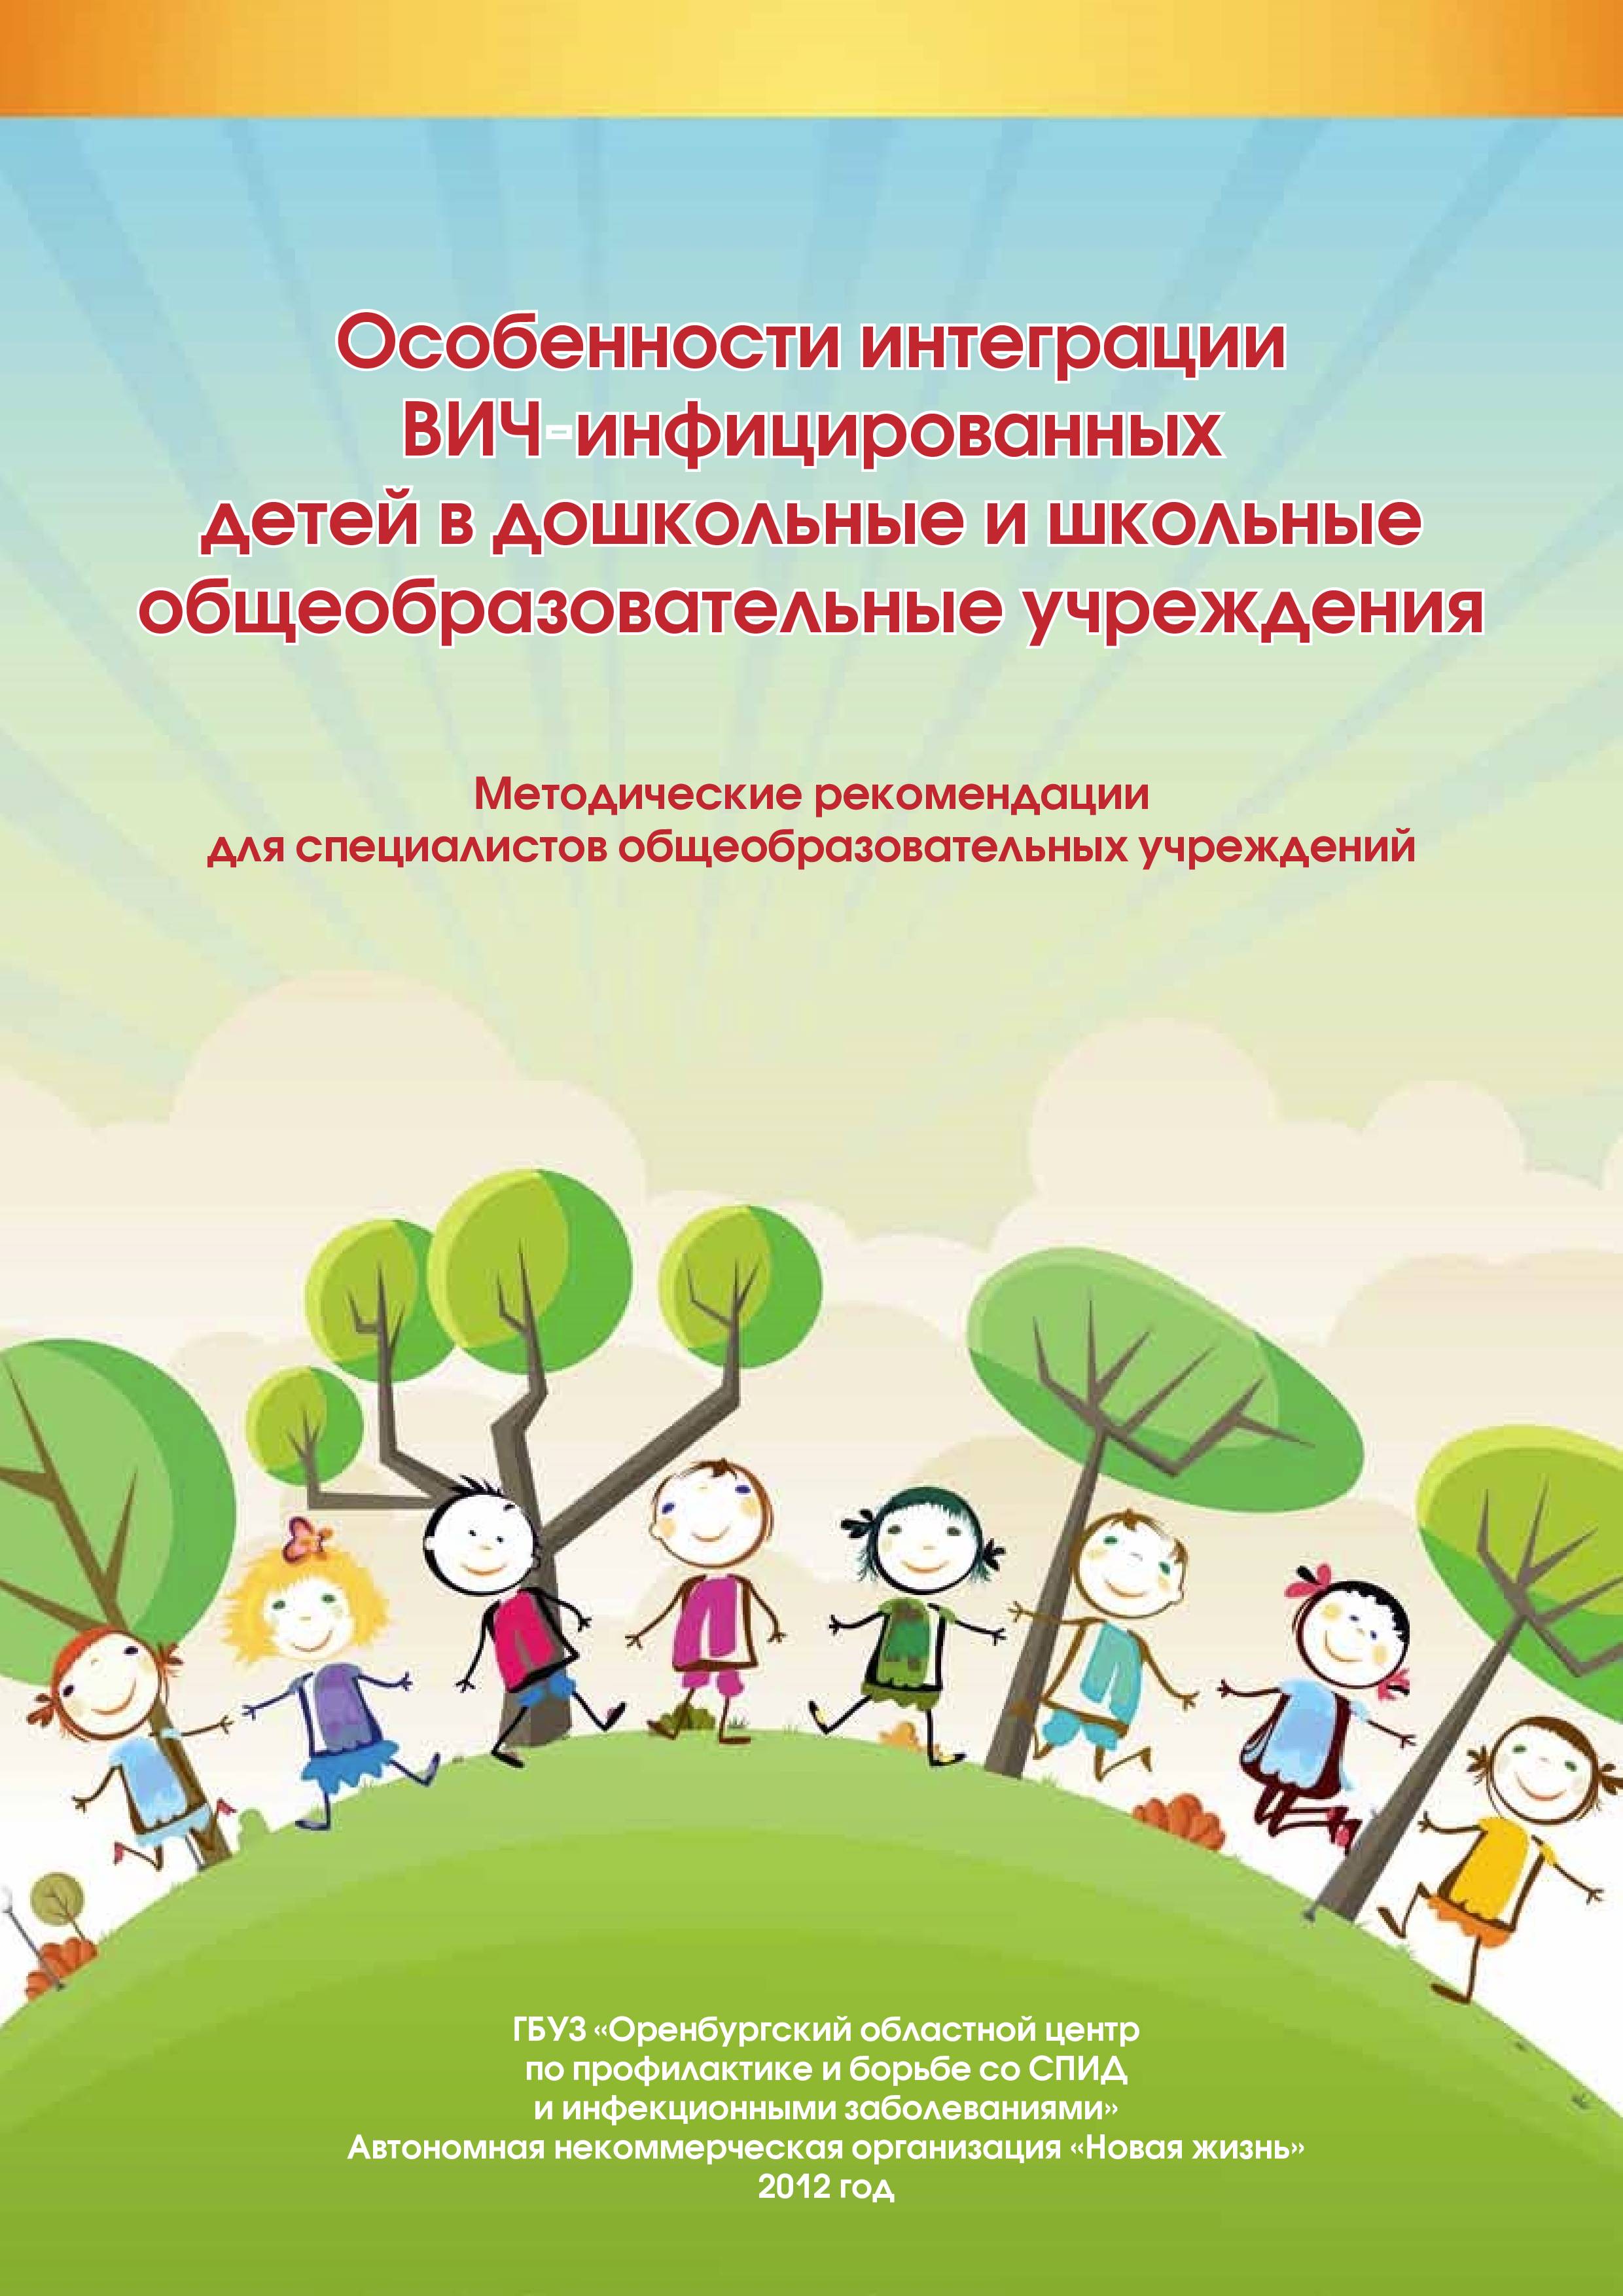 Особенности интеграции
ВИЧ-инфицированных
детей в дошкольные и школьные
общеобразовательные учреждения
Методические рекомендации
для специалистов общеобразовательных учреждений
ГБУЗ «Оренбургский областной центр
по профилактике и борьбе со СПИД
и инфекционными заболеваниями»
Автономная некоммерческая организация «Новая жизнь»
2012 год